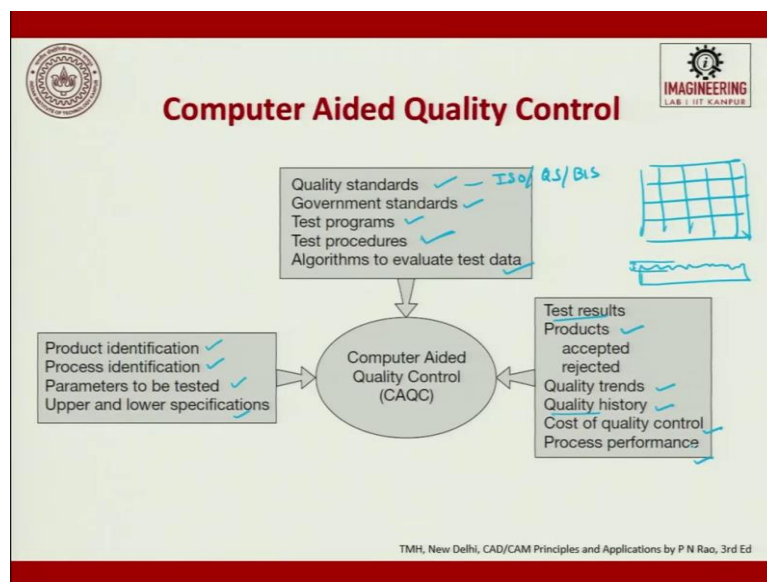 IMAGINEERING
LAB | IIT KANPUR
Computer Aided Quality Control
Quality standards – ISO/ QS/ BIS
Government standards
Test programs
Test procedures
Algorithms to evaluate test data
Product identification
Process identification
Parameters to be tested
Upper and lower specifications
Computer Aided
Quality Control
(CAQC)
Test results
Products
accepted
rejected
Quality trends
Quality history
Cost of quality control
Process performance
TMH, New Delhi, CAD/CAM Principles and Applications by P N Rao, 3rd Ed